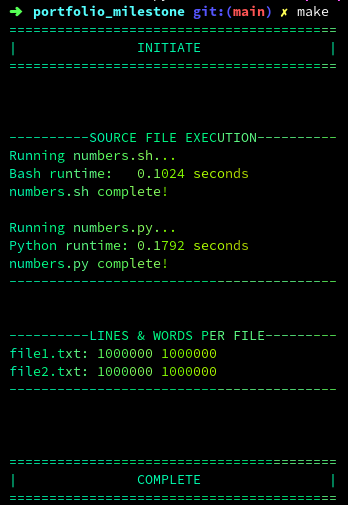 ➜ portfolio_milestone git:(main) ✗ make
========================================
|               INITIATE               |
========================================
----------SOURCE FILE EXECUTION----------
Running numbers.sh...
Bash runtime:   0.1024 seconds
numbers.sh complete!
Running numbers.py...
Python runtime: 0.1792 seconds
numbers.py complete!
----------------------------------------
----------LINES & WORDS PER FILE---------
file1.txt: 1000000 1000000
file2.txt: 1000000 1000000
----------------------------------------
========================================
|               COMPLETE               |
========================================